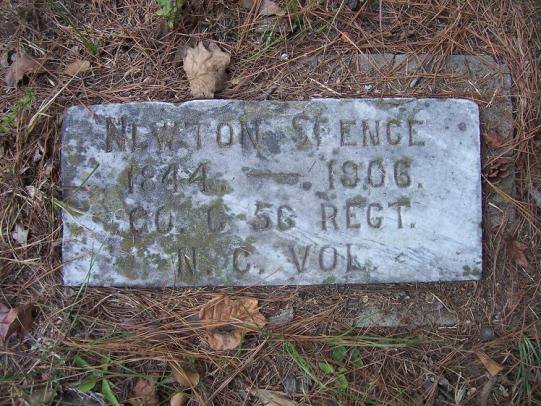 NEWTON SPENCE
1844. — 1906.
CO. C 56 REGT.
N. C. VOL.